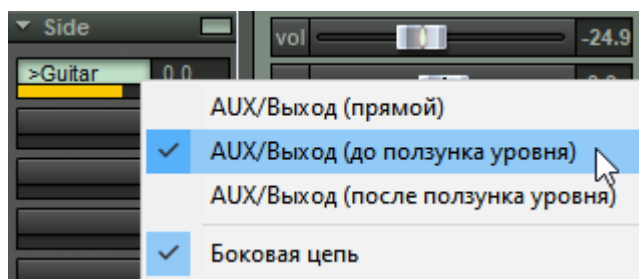 Side
vol -24.9
>Guitar 0.0
AUX/Выход (прямой)
AUX/Выход (до ползунка уровня)
AUX/Выход (после ползунка уровня)
Боковая цепь